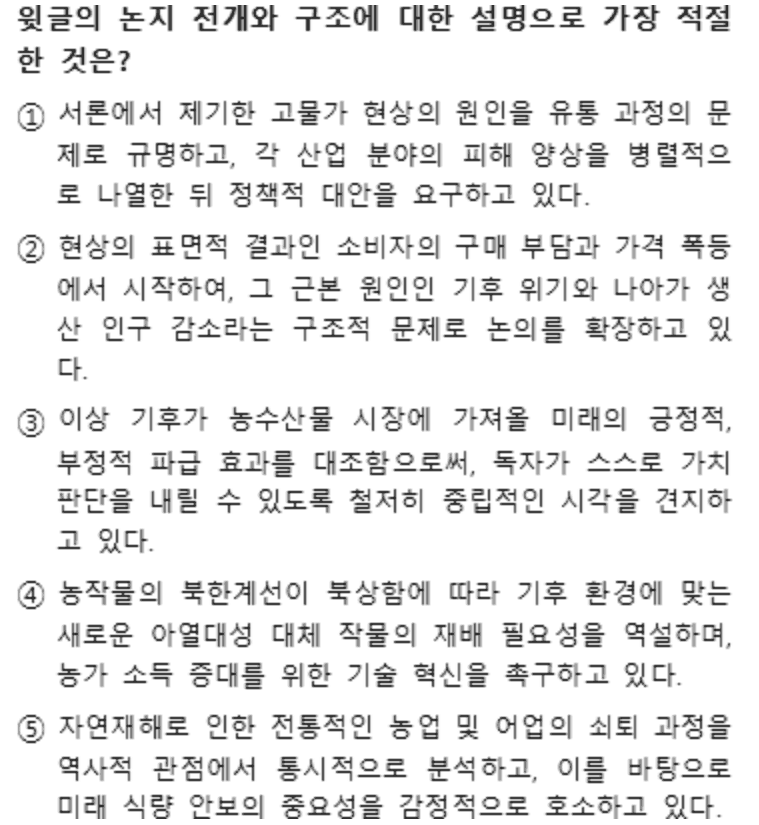 윗글의 논지 전개와 구조에 대한 설명으로 가장 적절
한 것은?
① 서론에서 제기한 고물가 현상의 원인을 유통 과정의 문
제로 규명하고, 각 산업 분야의 피해 양상을 병렬적으
로 나열한 뒤 정책적 대안을 요구하고 있다.
② 현상의 표면적 결과인 소비자의 구매 부담과 가격 폭등
에서 시작하여, 그 근본 원인인 기후 위기와 나아가 생
산 인구 감소라는 구조적 문제로 논의를 확장하고 있
다.
③ 이상 기후가 농수산물 시장에 가져올 미래의 긍정적,
부정적 파급 효과를 대조함으로써, 독자가 스스로 가치
판단을 내릴 수 있도록 철저히 중립적인 시각을 견지하
고 있다.
④ 농작물의 북한계선이 북상함에 따라 기후 환경에 맞는
새로운 아열대성 대체 작물의 재배 필요성을 역설하며,
농가 소득 증대를 위한 기술 혁신을 촉구하고 있다.
⑤ 자연재해로 인한 전통적인 농업 및 어업의 쇠퇴 과정을
역사적 관점에서 통시적으로 분석하고, 이를 바탕으로
미래 식량 안보의 중요성을 감정적으로 호소하고 있다.